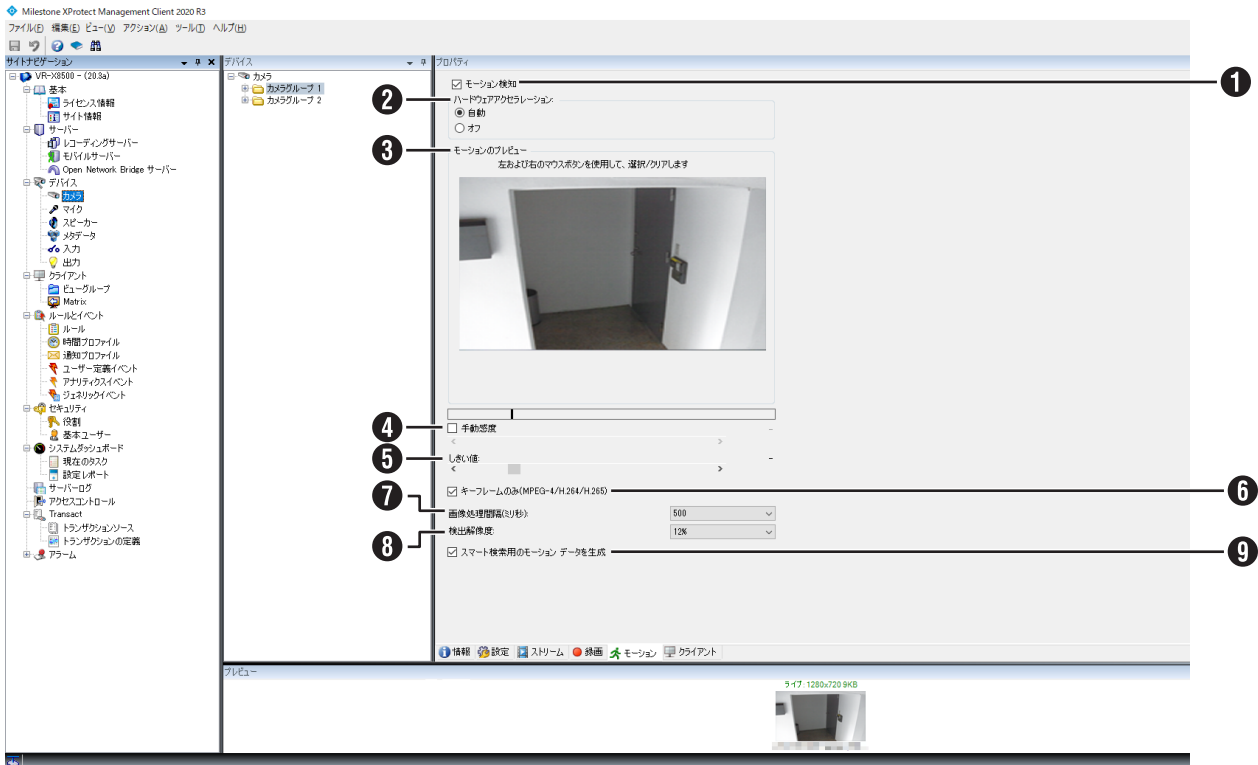 Milestone XProtect Management Client 2020 R3
ファイル(F) 編集(E) ビュー(V) アクション(A) ツール(T) ヘルプ(H)
サイトナビゲーション
VR-X8500 - (20.3a)
基本
ライセンス情報
サイト情報
サーバー
レコーディングサーバー
モバイルサーバー
Open Network Bridge サーバー
デバイス
カメラ
マイク
スピーカー
メタデータ
入力
出力
クライアント
ビューグループ
Matrix
ルールとイベント
ルール
時間プロファイル
通知プロファイル
ユーザー定義イベント
アナリティクスイベント
ジェネリックイベント
セキュリティ
役割
基本ユーザー
システムダッシュボード
現在のタスク
設定レポート
サーバーログ
アクセスコントロール
Transact
トランザクションソース
トランザクションの定義
アラーム
デバイス
カメラ
カメラグループ 1
カメラグループ 2
プロパティ
モーション検知
1
2
ハードウェアアクセラレーション:
自動
オフ
3
モーションのプレビュー
左および右のマウスボタンを使用して、選択/クリアします
4
手動感度
5
しきい値:
キーフレームのみ(MPEG-4/H.264/H.265)
6
7
画像処理間隔(ミリ秒):
500
8
検出解像度:
12%
スマート検索用のモーション データを生成
9
情報 設定 ストリーム 録画 モーション クライアント
プレビュー
ライブ: 1280x720 9KB